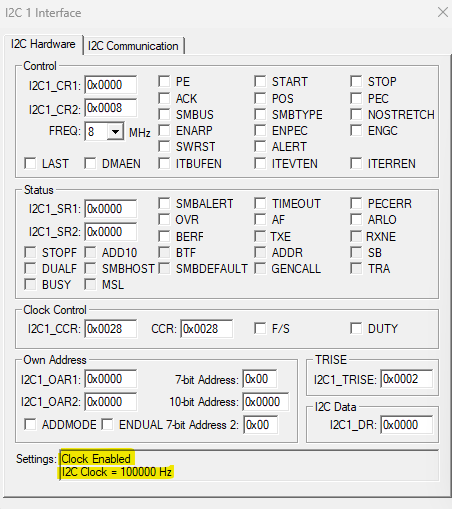 I2C 1 Interface
I2C Hardware I2C Communication
Control
I2C1_CR1: 0x0000 PE START STOP
ACK POS PEC
I2C1_CR2: 0x0008 SMBUS SMBTYPE NOSTRETCH
FREQ: 8 MHz ENARP ENPEC ENGC
SWRST ALERT
LAST DMAEN ITBUFEN ITEVTEN ITERREN
Status
I2C1_SR1: 0x0000 SMBALERT TIMEOUT PECERR
OVR AF ARLO
I2C1_SR2: 0x0000 BERF TXE RXNE
STOPF ADD10 BTF ADDR SB
DUALF SMBHOST SMBDEFAULT GENCALL TRA
BUSY MSL
Clock Control
I2C1_CCR: 0x0028 CCR: 0x0028 F/S DUTY
Own Address
I2C1_OAR1: 0x0000 7-bit Address: 0x00
I2C1_OAR2: 0x0000 10-bit Address: 0x0000
ADDMODE ENDUAL 7-bit Address 2: 0x00
TRISE
I2C1_TRISE: 0x0002
I2C Data
I2C1_DR: 0x0000
Settings: Clock Enabled
I2C Clock = 100000 Hz